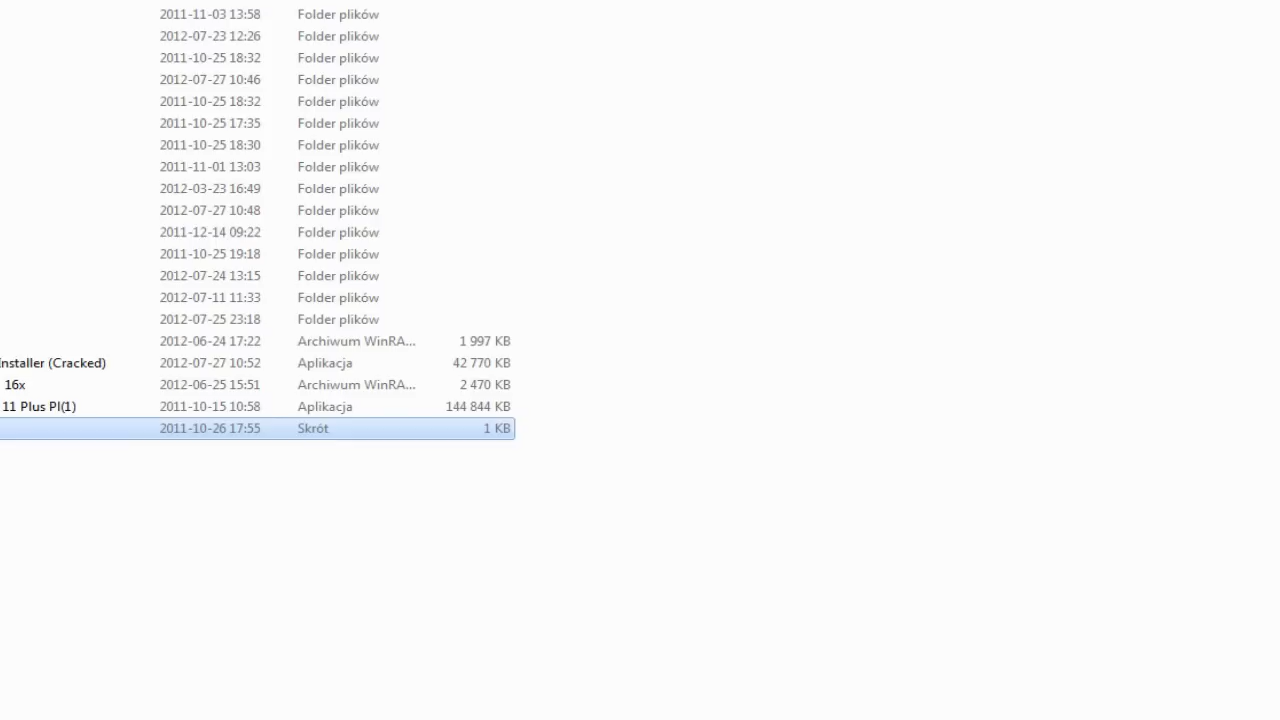 2011-11-03 13:58 Folder plików
2012-07-23 12:26 Folder plików
2011-10-25 18:32 Folder plików
2012-07-27 10:46 Folder plików
2011-10-25 18:32 Folder plików
2011-10-25 17:35 Folder plików
2011-10-25 18:30 Folder plików
2011-11-01 13:03 Folder plików
2012-03-23 16:49 Folder plików
2012-07-27 10:48 Folder plików
2011-12-14 09:22 Folder plików
2011-10-25 19:18 Folder plików
2012-07-24 13:15 Folder plików
2012-07-11 11:33 Folder plików
2012-07-25 23:18 Folder plików
2012-06-24 17:22 Archiwum WinRA... 1 997 KB
Installer (Cracked) 2012-07-27 10:52 Aplikacja 42 770 KB
16x 2012-06-25 15:51 Archiwum WinRA... 2 470 KB
11 Plus Pl(1) 2011-10-15 10:58 Aplikacja 144 844 KB
2011-10-26 17:55 Skrót 1 KB